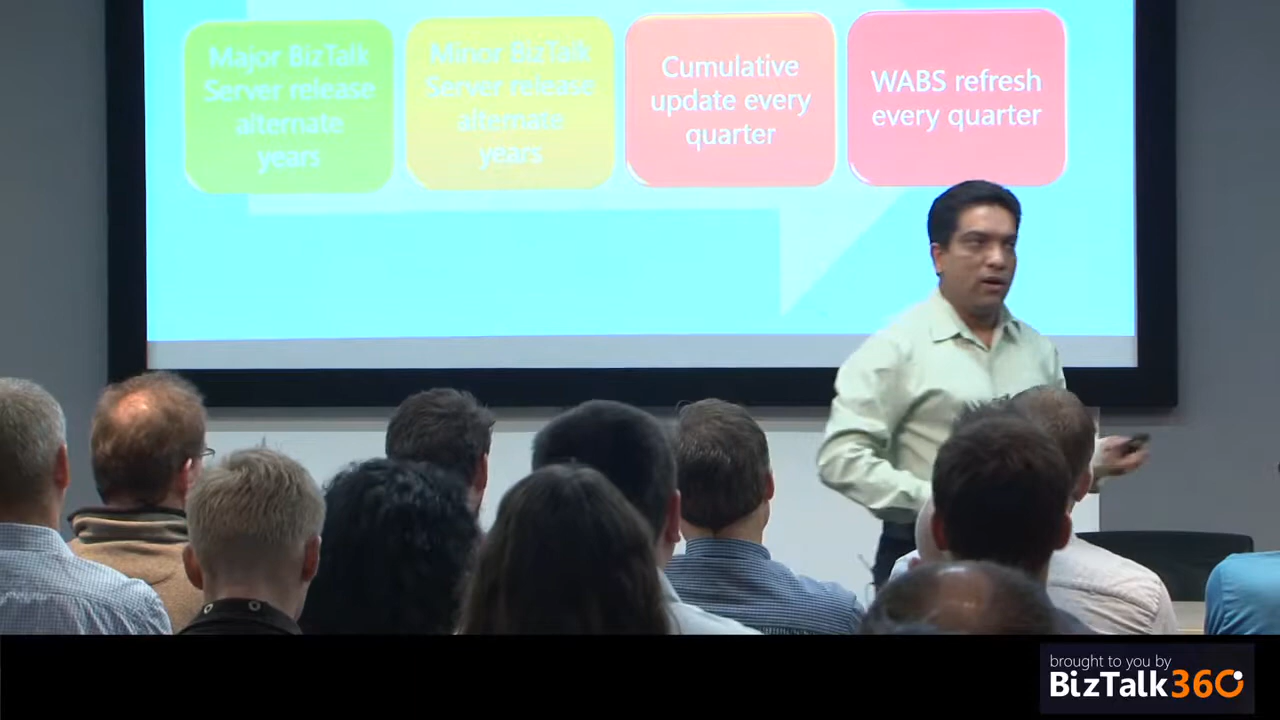 Major BizTalk
Server release
alternate
years
Minor BizTalk
Server release
alternate
years
Cumulative
update every
quarter
WABS refresh
every quarter
brought to you by
BizTalk360